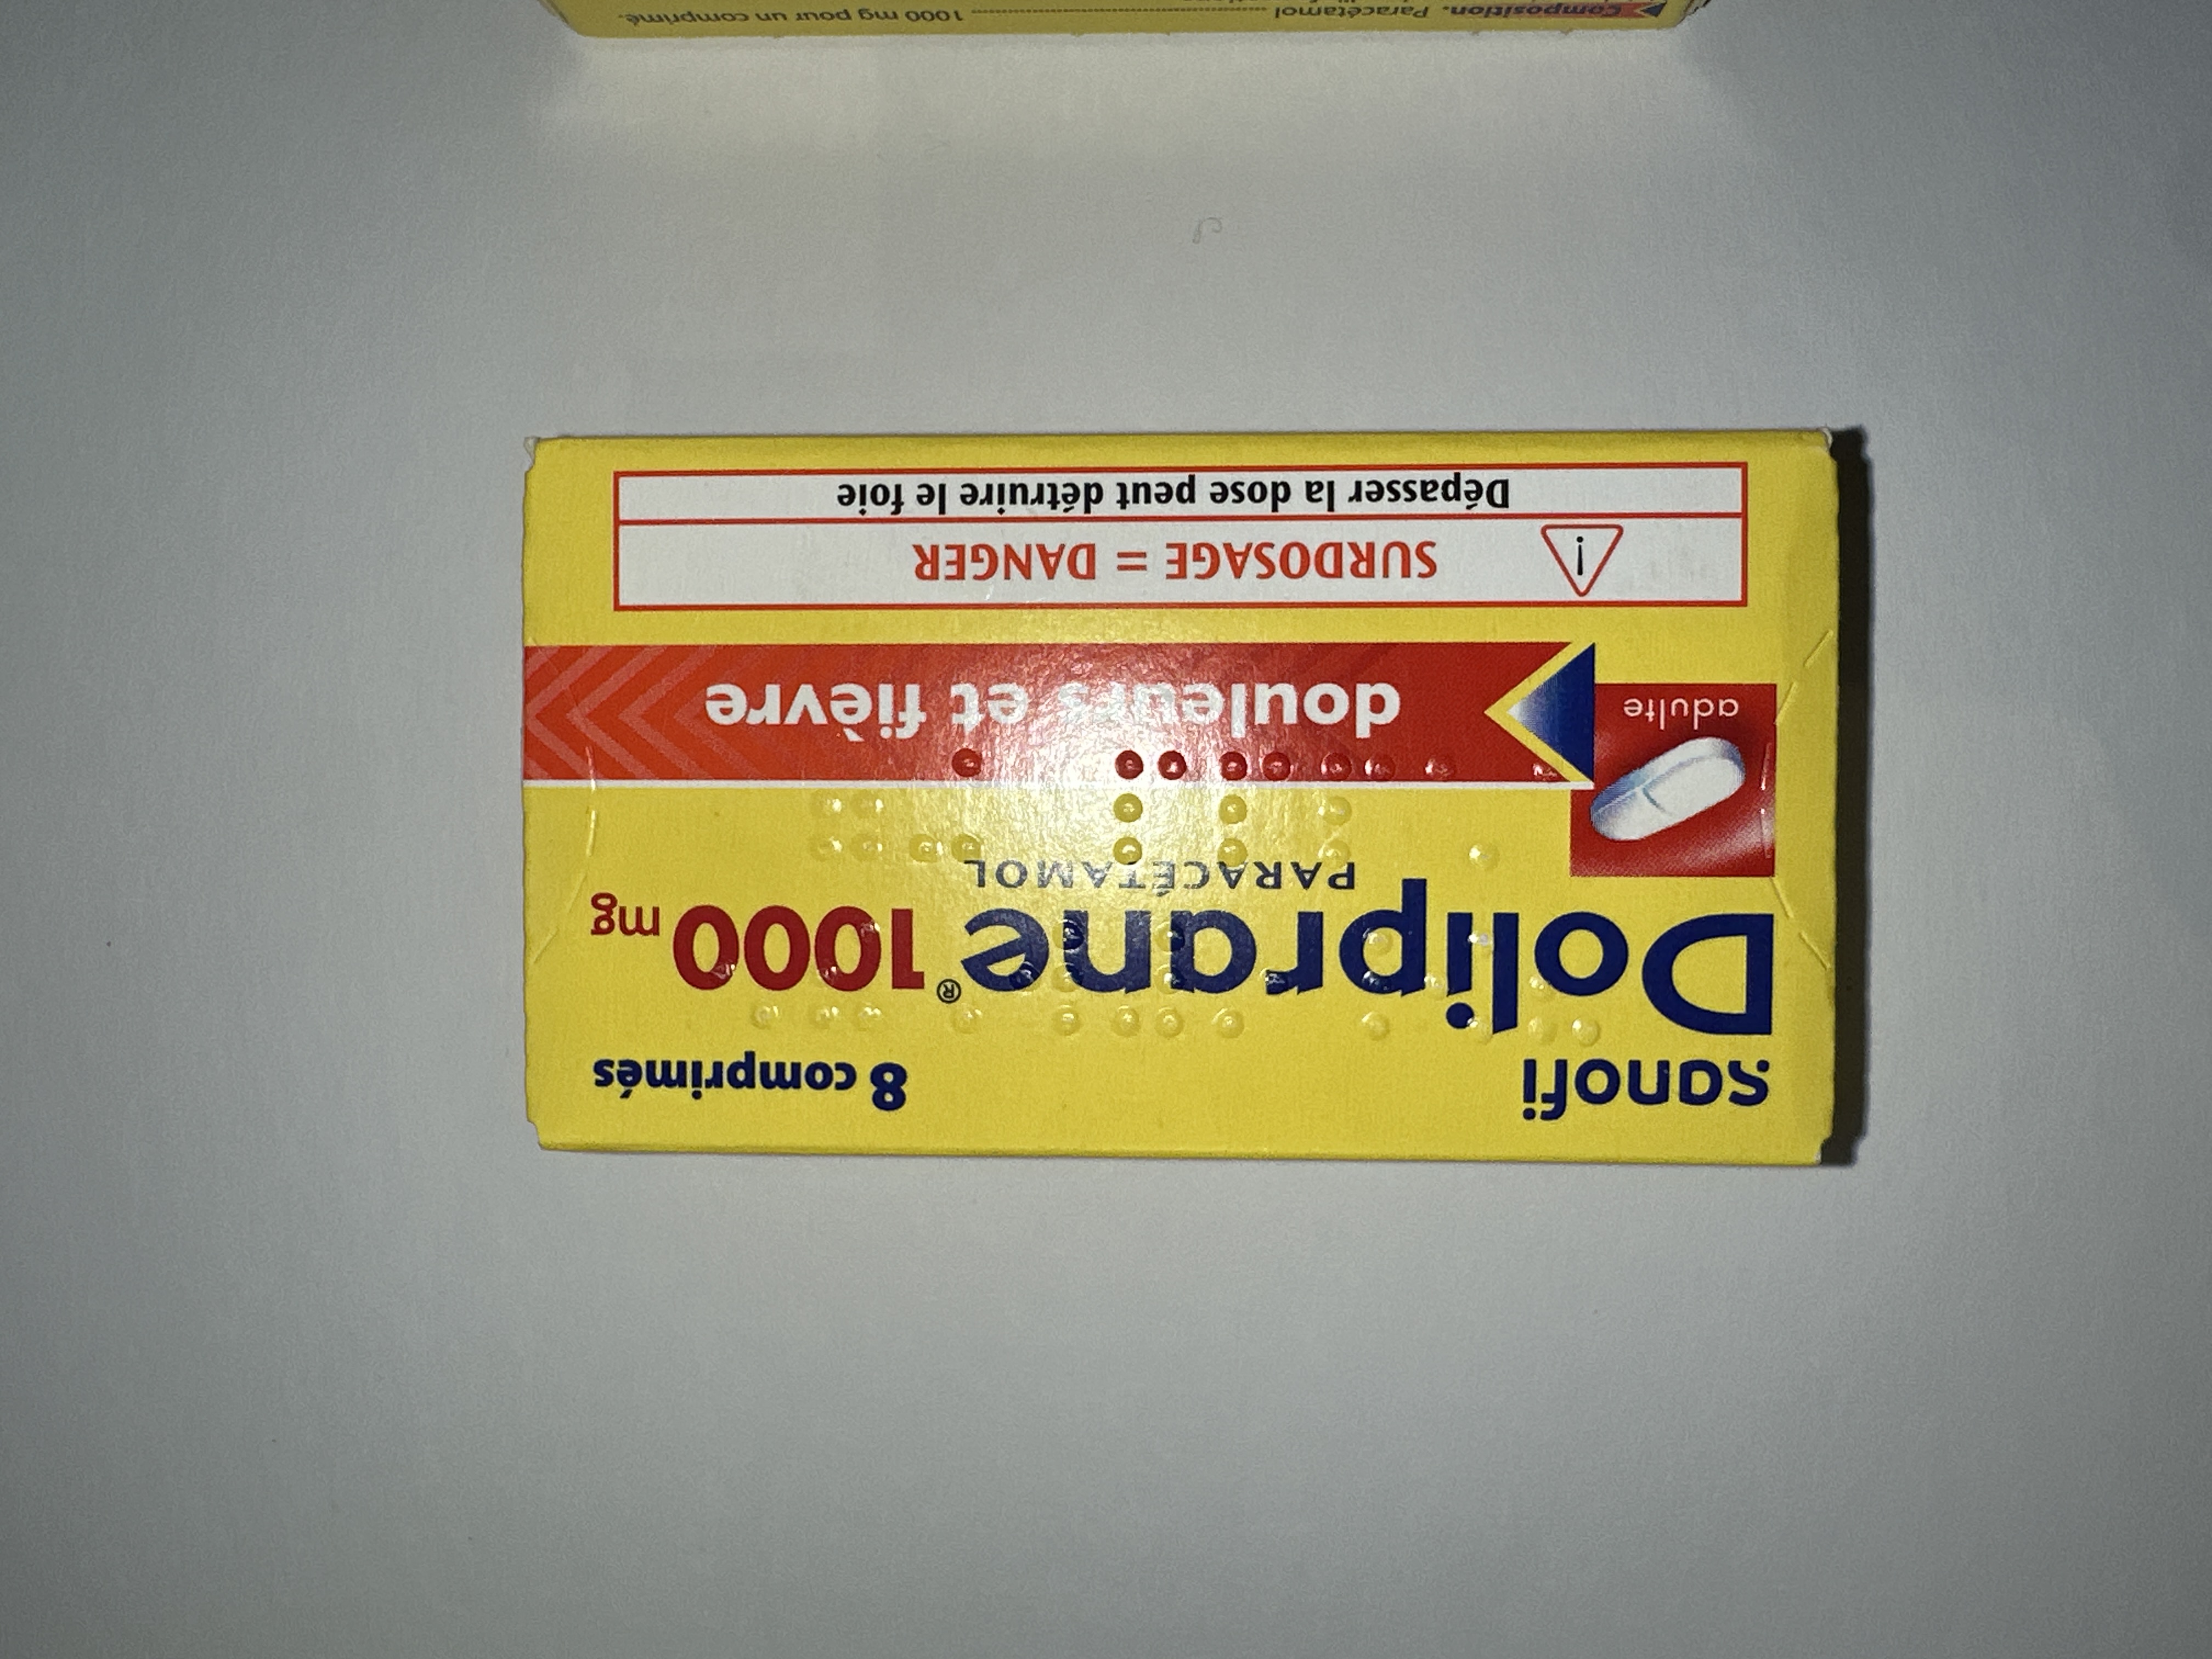 sanofi
8 comprimés
Doliprane® 1000 mg
PARACÉTAMOL
adulte
douleurs et fièvre
SURDOSAGE = DANGER
Dépasser la dose peut détruire le foie
Composition. Paracétamol 1000 mg pour un comprimé.